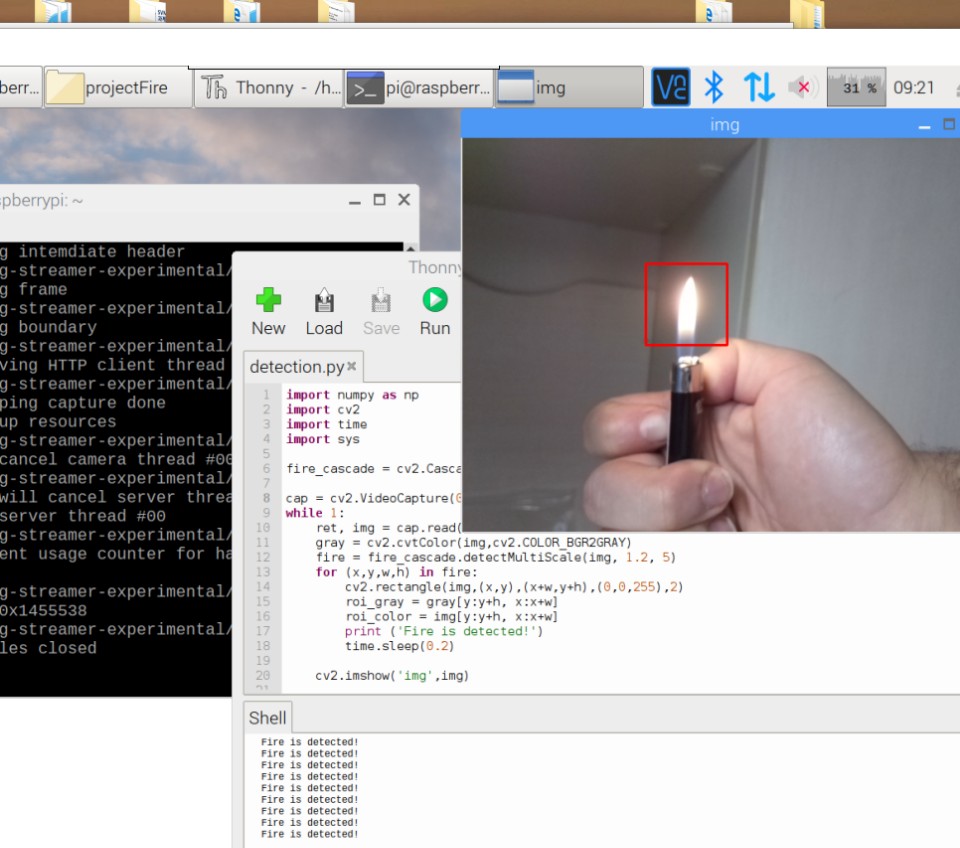 berr...
projectFire
Thonny - /h...
pi@raspberr...
img
31 %
09:21
img
spberrypi: ~
g intemdiate header
g-streamer-experimental/
g frame
g-streamer-experimental/
g boundary
g-streamer-experimental/
ving HTTP client thread
g-streamer-experimental/
ping capture done
up resources
g-streamer-experimental/
cancel camera thread #00
g-streamer-experimental/
will cancel server threa
server thread #00
g-streamer-experimental/
ent usage counter for ha
g-streamer-experimental/
0x1455538
g-streamer-experimental/
les closed
Thonny
New
Load
Save
Run
detection.py
1 import numpy as np
2 import cv2
3 import time
4 import sys
5
6 fire_cascade = cv2.Casca
7
8 cap = cv2.VideoCapture(0
9 while 1:
10 ret, img = cap.read(
11 gray = cv2.cvtColor(img,cv2.COLOR_BGR2GRAY)
12 fire = fire_cascade.detectMultiScale(img, 1.2, 5)
13 for (x,y,w,h) in fire:
14 cv2.rectangle(img,(x,y),(x+w,y+h),(0,0,255),2)
15 roi_gray = gray[y:y+h, x:x+w]
16 roi_color = img[y:y+h, x:x+w]
17 print ('Fire is detected!')
18 time.sleep(0.2)
19
20 cv2.imshow('img',img)
21
Shell
Fire is detected!
Fire is detected!
Fire is detected!
Fire is detected!
Fire is detected!
Fire is detected!
Fire is detected!
Fire is detected!
Fire is detected!